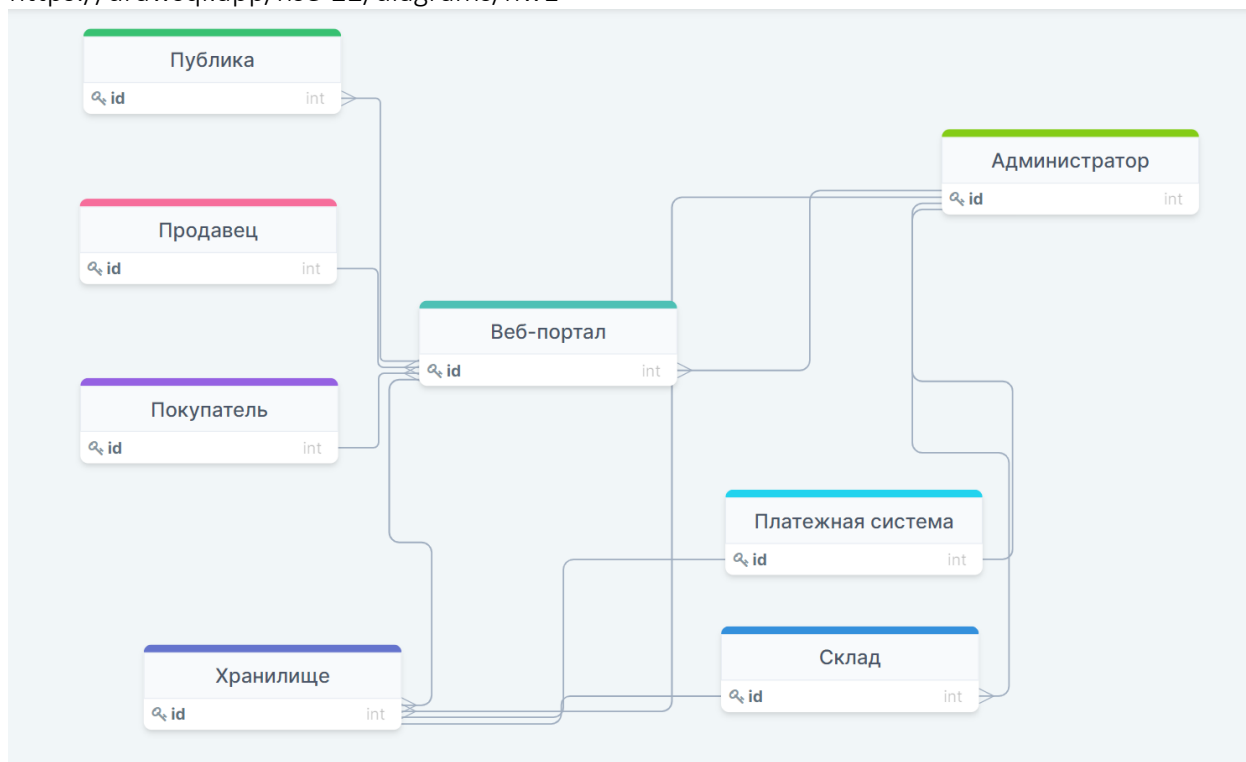 Публика
id int
Администратор
id int
Продавец
id int
Веб-портал
id int
Покупатель
id int
Платежная система
id int
Склад
id int
Хранилище
id int